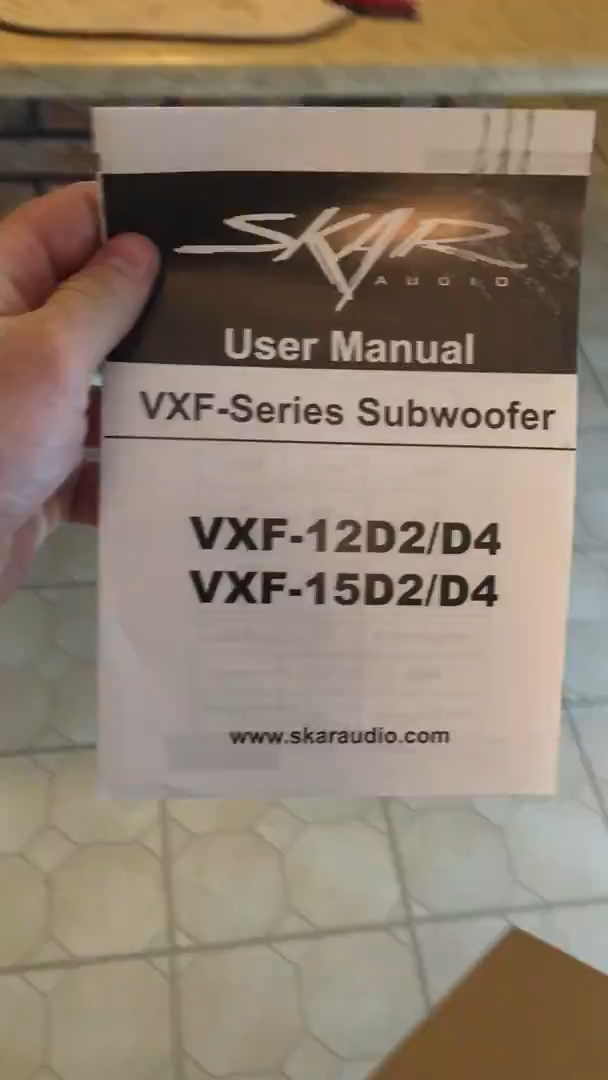 SKAR
AUDIO
User Manual
VXF-Series Subwoofer
VXF-12D2/D4
VXF-15D2/D4
www.skaraudio.com